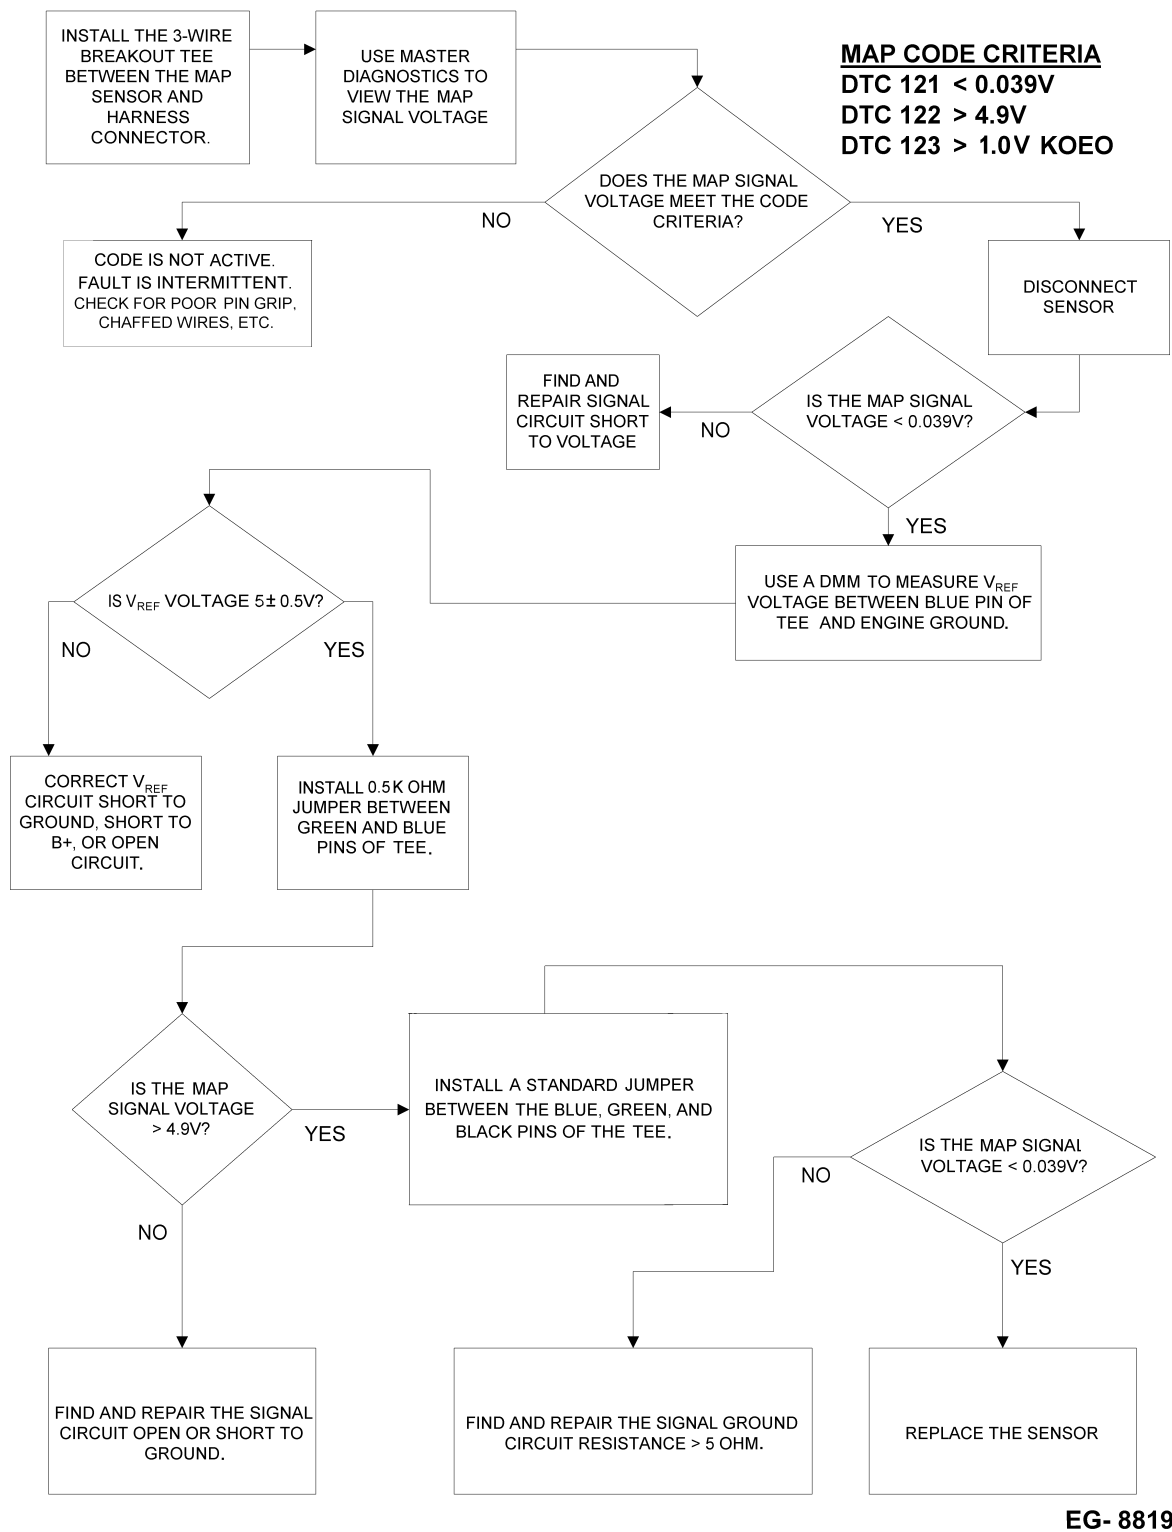 INSTALL THE 3-WIRE
BREAKOUT TEE
BETWEEN THE MAP
SENSOR AND
HARNESS
CONNECTOR.
USE MASTER
DIAGNOSTICS TO
VIEW THE MAP
SIGNAL VOLTAGE
MAP CODE CRITERIA
DTC 121 < 0.039V
DTC 122 > 4.9V
DTC 123 > 1.0V KOEO
DOES THE MAP SIGNAL
VOLTAGE MEET THE CODE
CRITERIA?
NO
YES
CODE IS NOT ACTIVE.
FAULT IS INTERMITTENT.
CHECK FOR POOR PIN GRIP,
CHAFFED WIRES, ETC.
DISCONNECT
SENSOR
IS THE MAP SIGNAL
VOLTAGE < 0.039V?
NO
YES
FIND AND
REPAIR SIGNAL
CIRCUIT SHORT
TO VOLTAGE
USE A DMM TO MEASURE VREF
VOLTAGE BETWEEN BLUE PIN OF
TEE AND ENGINE GROUND.
IS VREF VOLTAGE 5± 0.5V?
NO
YES
CORRECT VREF
CIRCUIT SHORT TO
GROUND, SHORT TO
B+, OR OPEN
CIRCUIT.
INSTALL 0.5K OHM
JUMPER BETWEEN
GREEN AND BLUE
PINS OF TEE.
IS THE MAP
SIGNAL VOLTAGE
> 4.9V?
YES
NO
INSTALL A STANDARD JUMPER
BETWEEN THE BLUE, GREEN, AND
BLACK PINS OF THE TEE.
IS THE MAP SIGNAL
VOLTAGE < 0.039V?
NO
YES
FIND AND REPAIR THE SIGNAL
CIRCUIT OPEN OR SHORT TO
GROUND.
FIND AND REPAIR THE SIGNAL GROUND
CIRCUIT RESISTANCE > 5 OHM.
REPLACE THE SENSOR
EG- 8819